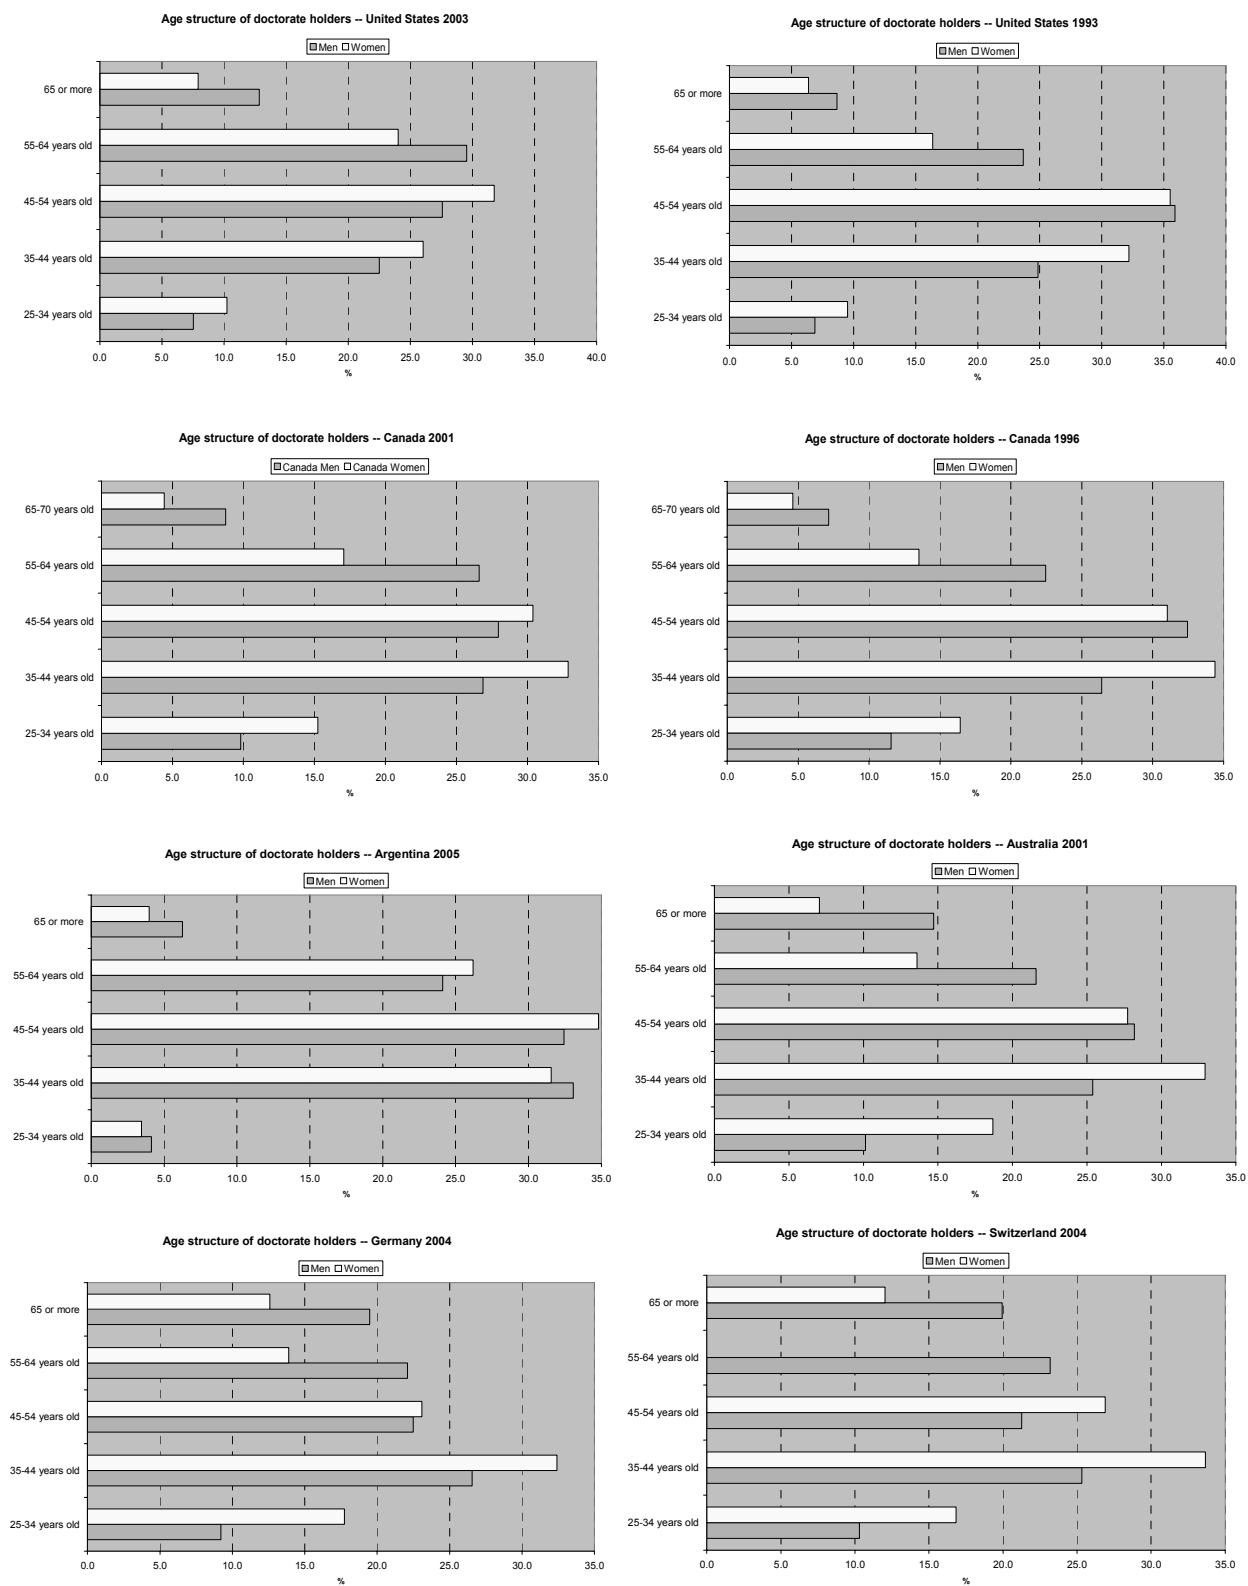 Age structure of doctorate holders -- United States 2003
Men Women
65 or more
55-64 years old
45-54 years old
35-44 years old
25-34 years old
0.0 5.0 10.0 15.0 20.0 25.0 30.0 35.0 40.0
%
Age structure of doctorate holders -- United States 1993
Men Women
65 or more
55-64 years old
45-54 years old
35-44 years old
25-34 years old
0.0 5.0 10.0 15.0 20.0 25.0 30.0 35.0 40.0
%
Age structure of doctorate holders -- Canada 2001
Canada Men Canada Women
65-70 years old
55-64 years old
45-54 years old
35-44 years old
25-34 years old
0.0 5.0 10.0 15.0 20.0 25.0 30.0 35.0
%
Age structure of doctorate holders -- Canada 1996
Men Women
65-70 years old
55-64 years old
45-54 years old
35-44 years old
25-34 years old
0.0 5.0 10.0 15.0 20.0 25.0 30.0 35.0
%
Age structure of doctorate holders -- Argentina 2005
Men Women
65 or more
55-64 years old
45-54 years old
35-44 years old
25-34 years old
0.0 5.0 10.0 15.0 20.0 25.0 30.0 35.0
%
Age structure of doctorate holders -- Australia 2001
Men Women
65 or more
55-64 years old
45-54 years old
35-44 years old
25-34 years old
0.0 5.0 10.0 15.0 20.0 25.0 30.0 35.0
%
Age structure of doctorate holders -- Germany 2004
Men Women
65 or more
55-64 years old
45-54 years old
35-44 years old
25-34 years old
0.0 5.0 10.0 15.0 20.0 25.0 30.0 35.0
%
Age structure of doctorate holders -- Switzerland 2004
Men Women
65 or more
55-64 years old
45-54 years old
35-44 years old
25-34 years old
0.0 5.0 10.0 15.0 20.0 25.0 30.0 35.0
%